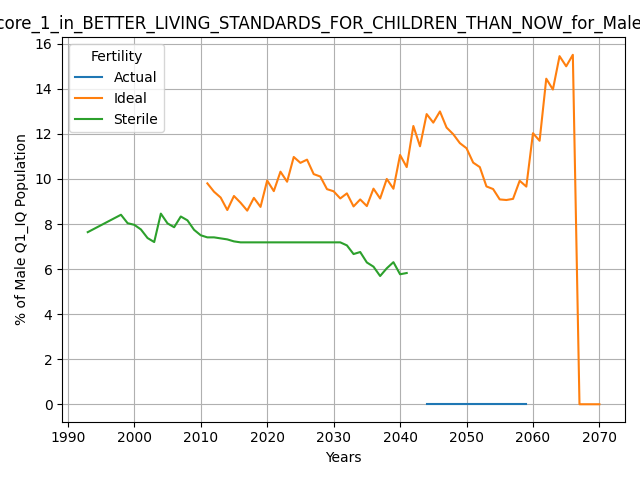 core_1_in_BETTER_LIVING_STANDARDS_FOR_CHILDREN_THAN_NOW_for_Male
Fertility
Actual
Ideal
Sterile
% of Male Q1_IQ Population
16
14
12
10
8
6
4
2
0
1990 2000 2010 2020 2030 2040 2050 2060 2070
Years